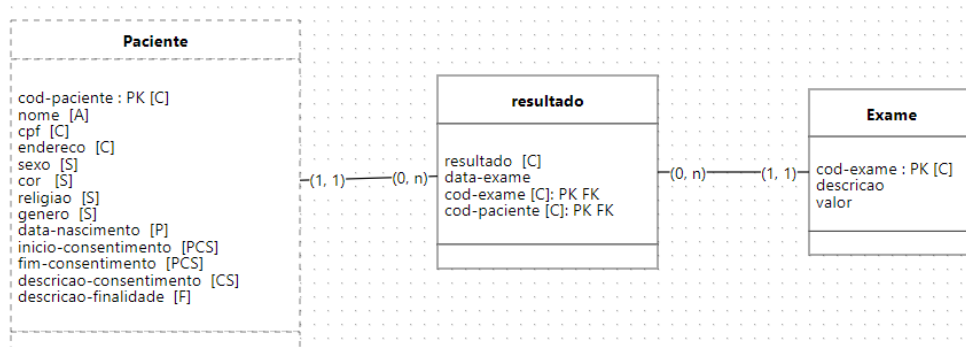 Paciente
cod-paciente : PK [C]
nome [A]
cpf [C]
endereco [C]
sexo [S]
cor [S]
religiao [S]
genero [S]
data-nascimento [P]
inicio-consentimento [PCS]
fim-consentimento [PCS]
descricao-consentimento [CS]
descricao-finalidade [F]
(1, 1)
(0, n)
resultado
resultado [C]
data-exame
cod-exame [C]: PK FK
cod-paciente [C]: PK FK
(0, n)
(1, 1)
Exame
cod-exame : PK [C]
descricao
valor